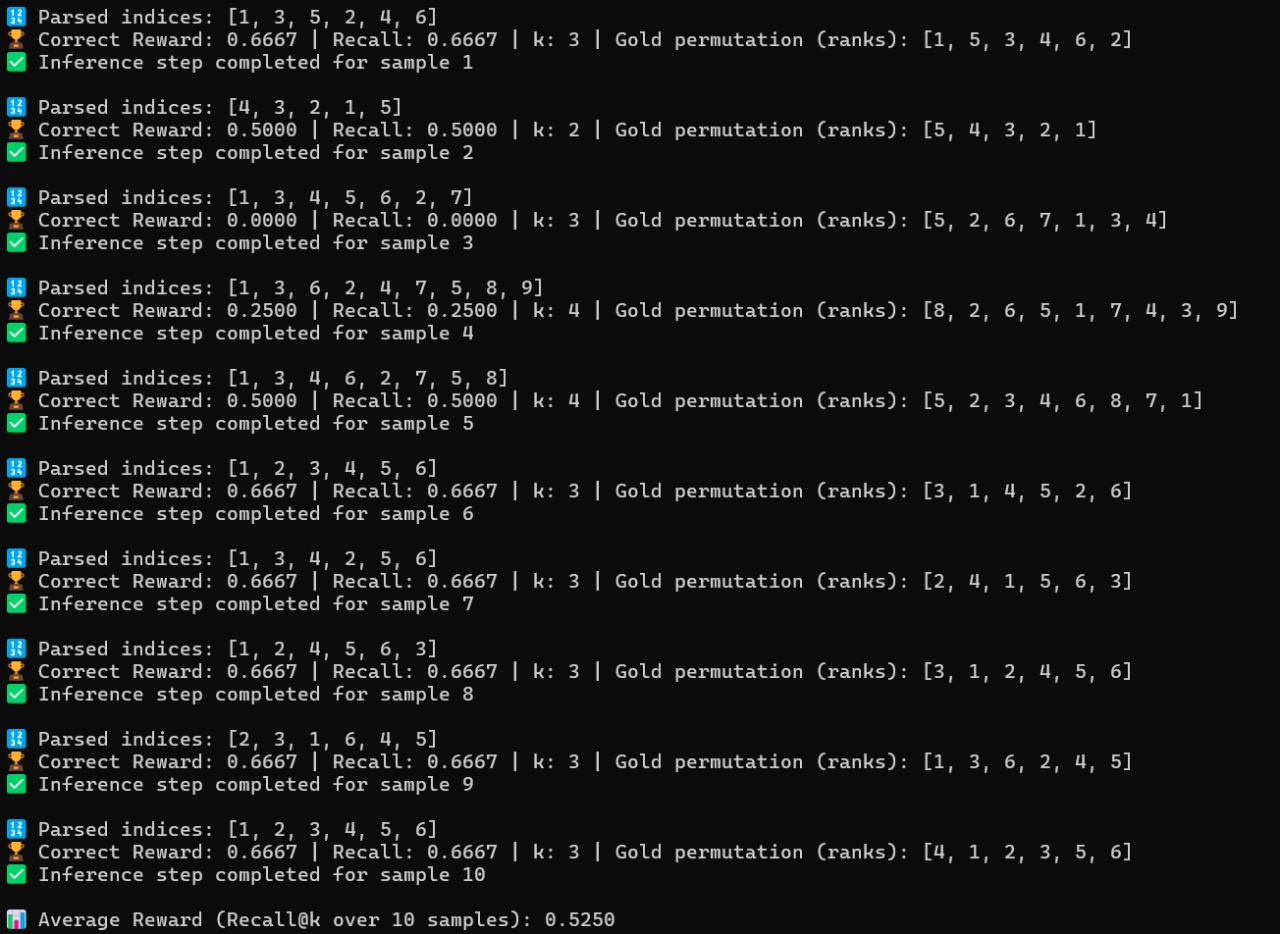 🔢 Parsed indices: [1, 3, 5, 2, 4, 6]
🏆 Correct Reward: 0.6667 | Recall: 0.6667 | k: 3 | Gold permutation (ranks): [1, 5, 3, 4, 6, 2]
✅ Inference step completed for sample 1
🔢 Parsed indices: [4, 3, 2, 1, 5]
🏆 Correct Reward: 0.5000 | Recall: 0.5000 | k: 2 | Gold permutation (ranks): [5, 4, 3, 2, 1]
✅ Inference step completed for sample 2
🔢 Parsed indices: [1, 3, 4, 5, 6, 2, 7]
🏆 Correct Reward: 0.0000 | Recall: 0.0000 | k: 3 | Gold permutation (ranks): [5, 2, 6, 7, 1, 3, 4]
✅ Inference step completed for sample 3
🔢 Parsed indices: [1, 3, 6, 2, 4, 7, 5, 8, 9]
🏆 Correct Reward: 0.2500 | Recall: 0.2500 | k: 4 | Gold permutation (ranks): [8, 2, 6, 5, 1, 7, 4, 3, 9]
✅ Inference step completed for sample 4
🔢 Parsed indices: [1, 3, 4, 6, 2, 7, 5, 8]
🏆 Correct Reward: 0.5000 | Recall: 0.5000 | k: 4 | Gold permutation (ranks): [5, 2, 3, 4, 6, 8, 7, 1]
✅ Inference step completed for sample 5
🔢 Parsed indices: [1, 2, 3, 4, 5, 6]
🏆 Correct Reward: 0.6667 | Recall: 0.6667 | k: 3 | Gold permutation (ranks): [3, 1, 4, 5, 2, 6]
✅ Inference step completed for sample 6
🔢 Parsed indices: [1, 3, 4, 2, 5, 6]
🏆 Correct Reward: 0.6667 | Recall: 0.6667 | k: 3 | Gold permutation (ranks): [2, 4, 1, 5, 6, 3]
✅ Inference step completed for sample 7
🔢 Parsed indices: [1, 2, 4, 5, 6, 3]
🏆 Correct Reward: 0.6667 | Recall: 0.6667 | k: 3 | Gold permutation (ranks): [3, 1, 2, 4, 5, 6]
✅ Inference step completed for sample 8
🔢 Parsed indices: [2, 3, 1, 6, 4, 5]
🏆 Correct Reward: 0.6667 | Recall: 0.6667 | k: 3 | Gold permutation (ranks): [1, 3, 6, 2, 4, 5]
✅ Inference step completed for sample 9
🔢 Parsed indices: [1, 2, 3, 4, 5, 6]
🏆 Correct Reward: 0.6667 | Recall: 0.6667 | k: 3 | Gold permutation (ranks): [4, 1, 2, 3, 5, 6]
✅ Inference step completed for sample 10
📊 Average Reward (Recall@k over 10 samples): 0.5250